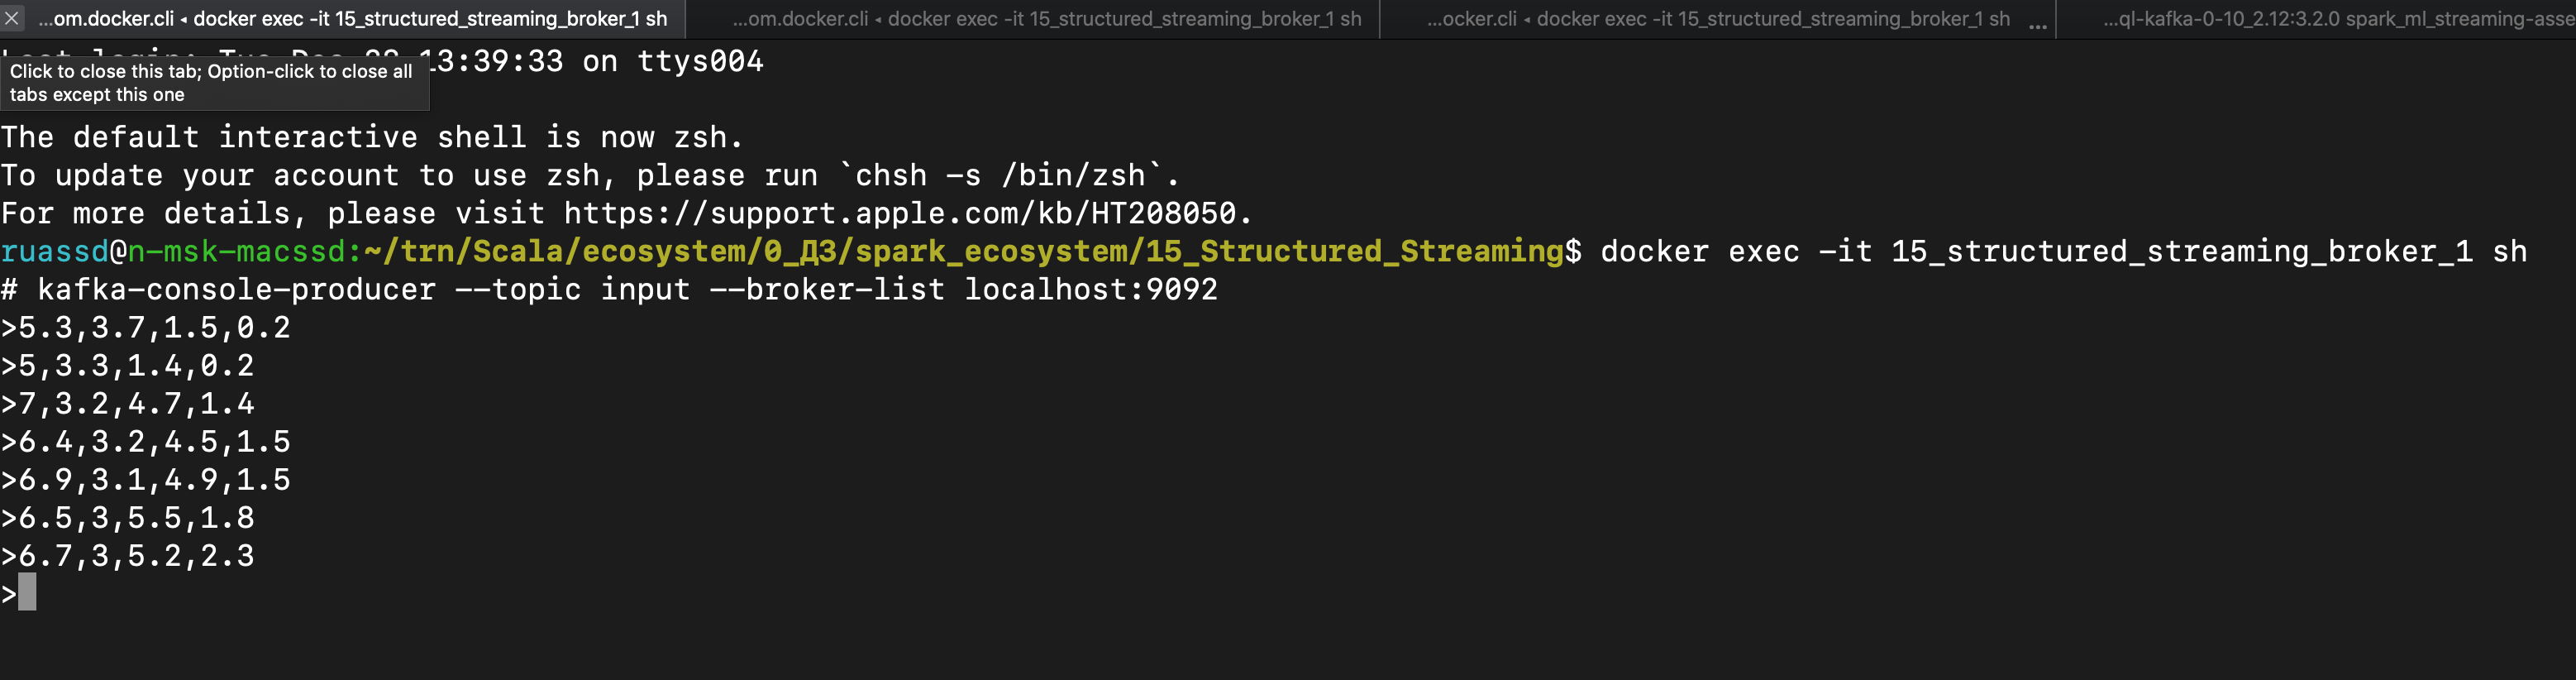 ...om.docker.cli ◂ docker exec -it 15_structured_streaming_broker_1 sh
...om.docker.cli ◂ docker exec -it 15_structured_streaming_broker_1 sh
...ocker.cli ◂ docker exec -it 15_structured_streaming_broker_1 sh ...
...ql-kafka-0-10_2.12:3.2.0 spark_ml_streaming-asse
13:39:33 on ttys004
Click to close this tab; Option-click to close all
tabs except this one
The default interactive shell is now zsh.
To update your account to use zsh, please run `chsh -s /bin/zsh`.
For more details, please visit https://support.apple.com/kb/HT208050.
ruassd@n-msk-macssd:~/trn/Scala/ecosystem/0_ДЗ/spark_ecosystem/15_Structured_Streaming$ docker exec -it 15_structured_streaming_broker_1 sh
# kafka-console-producer --topic input --broker-list localhost:9092
>5.3,3.7,1.5,0.2
>5,3.3,1.4,0.2
>7,3.2,4.7,1.4
>6.4,3.2,4.5,1.5
>6.9,3.1,4.9,1.5
>6.5,3,5.5,1.8
>6.7,3,5.2,2.3
>